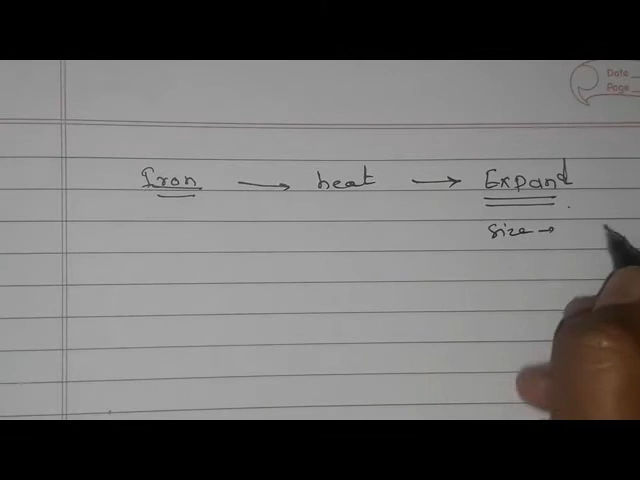 Date
Page
Iron → heat → Expand
size →